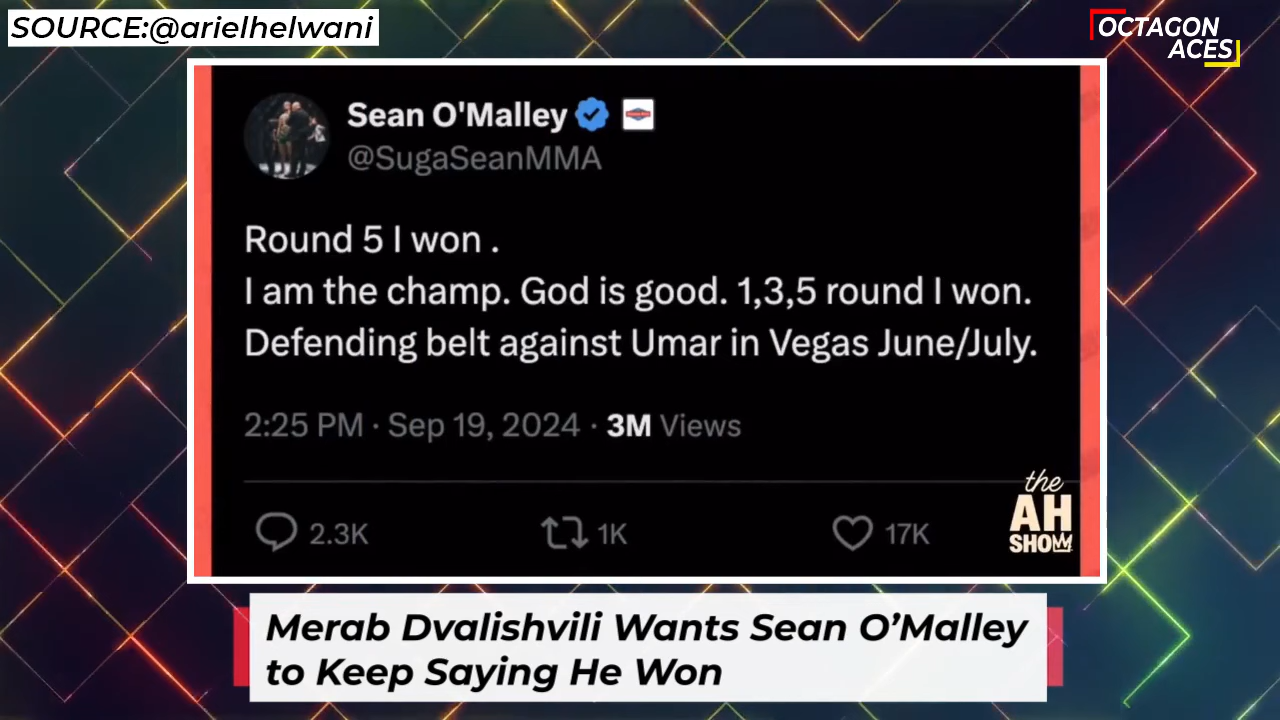 SOURCE:@arielhelwani
OCTAGON
ACES
Sean O'Malley
@SugaSeanMMA
Round 5 I won .
I am the champ. God is good. 1,3,5 round I won.
Defending belt against Umar in Vegas June/July.
2:25 PM · Sep 19, 2024 · 3M Views
2.3K 1K 17K
the
AH
SHOW
Merab Dvalishvili Wants Sean O’Malley
to Keep Saying He Won